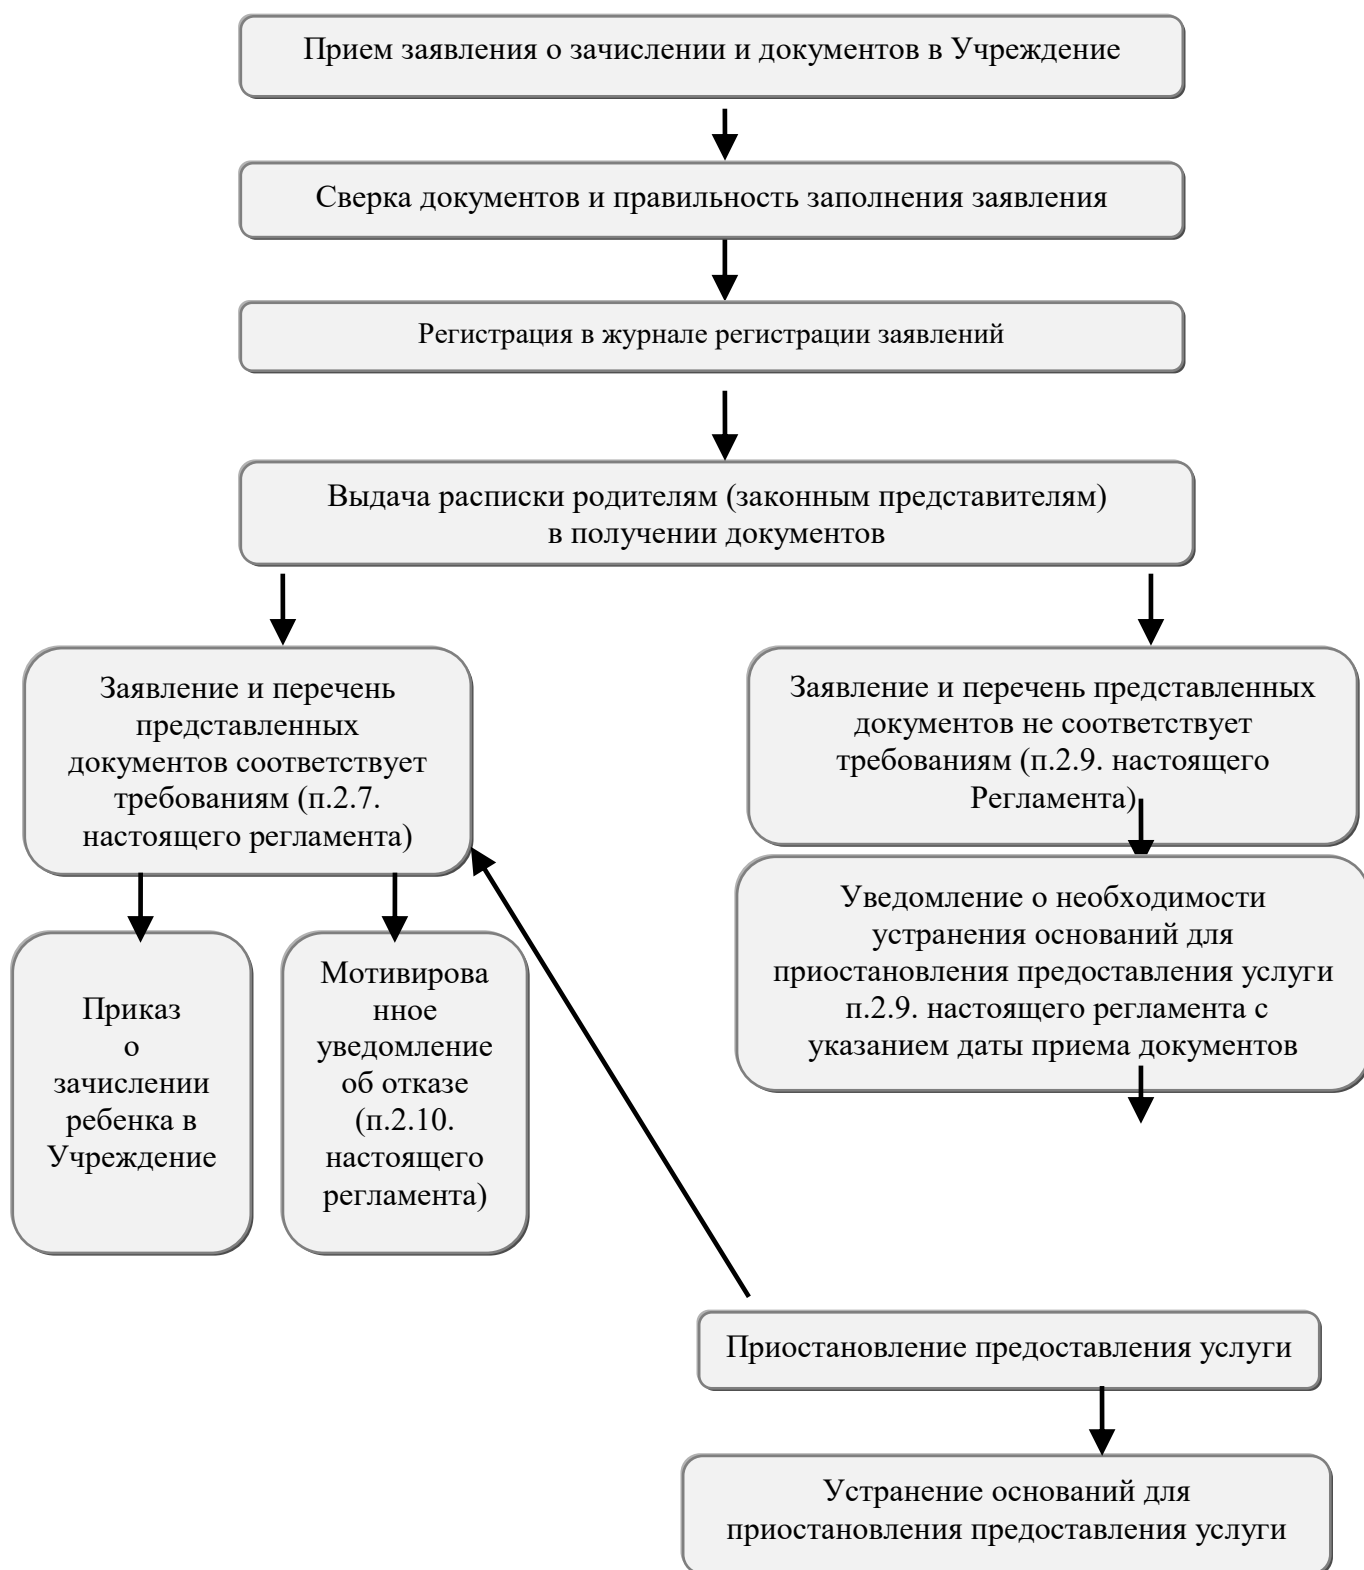 Прием заявления о зачислении и документов в Учреждение
Сверка документов и правильность заполнения заявления
Регистрация в журнале регистрации заявлений
Выдача расписки родителям (законным представителям)
в получении документов
Заявление и перечень
представленных
документов соответствует
требованиям (п.2.7.
настоящего регламента)
Заявление и перечень представленных
документов не соответствует
требованиям (п.2.9. настоящего
Регламента)
Уведомление о необходимости
устранения оснований для
приостановления предоставления услуги
п.2.9. настоящего регламента с
указанием даты приема документов
Приказ
о
зачислении
ребенка в
Учреждение
Мотивирова
нное
уведомление
об отказе
(п.2.10.
настоящего
регламента)
Приостановление предоставления услуги
Устранение оснований для
приостановления предоставления услуги